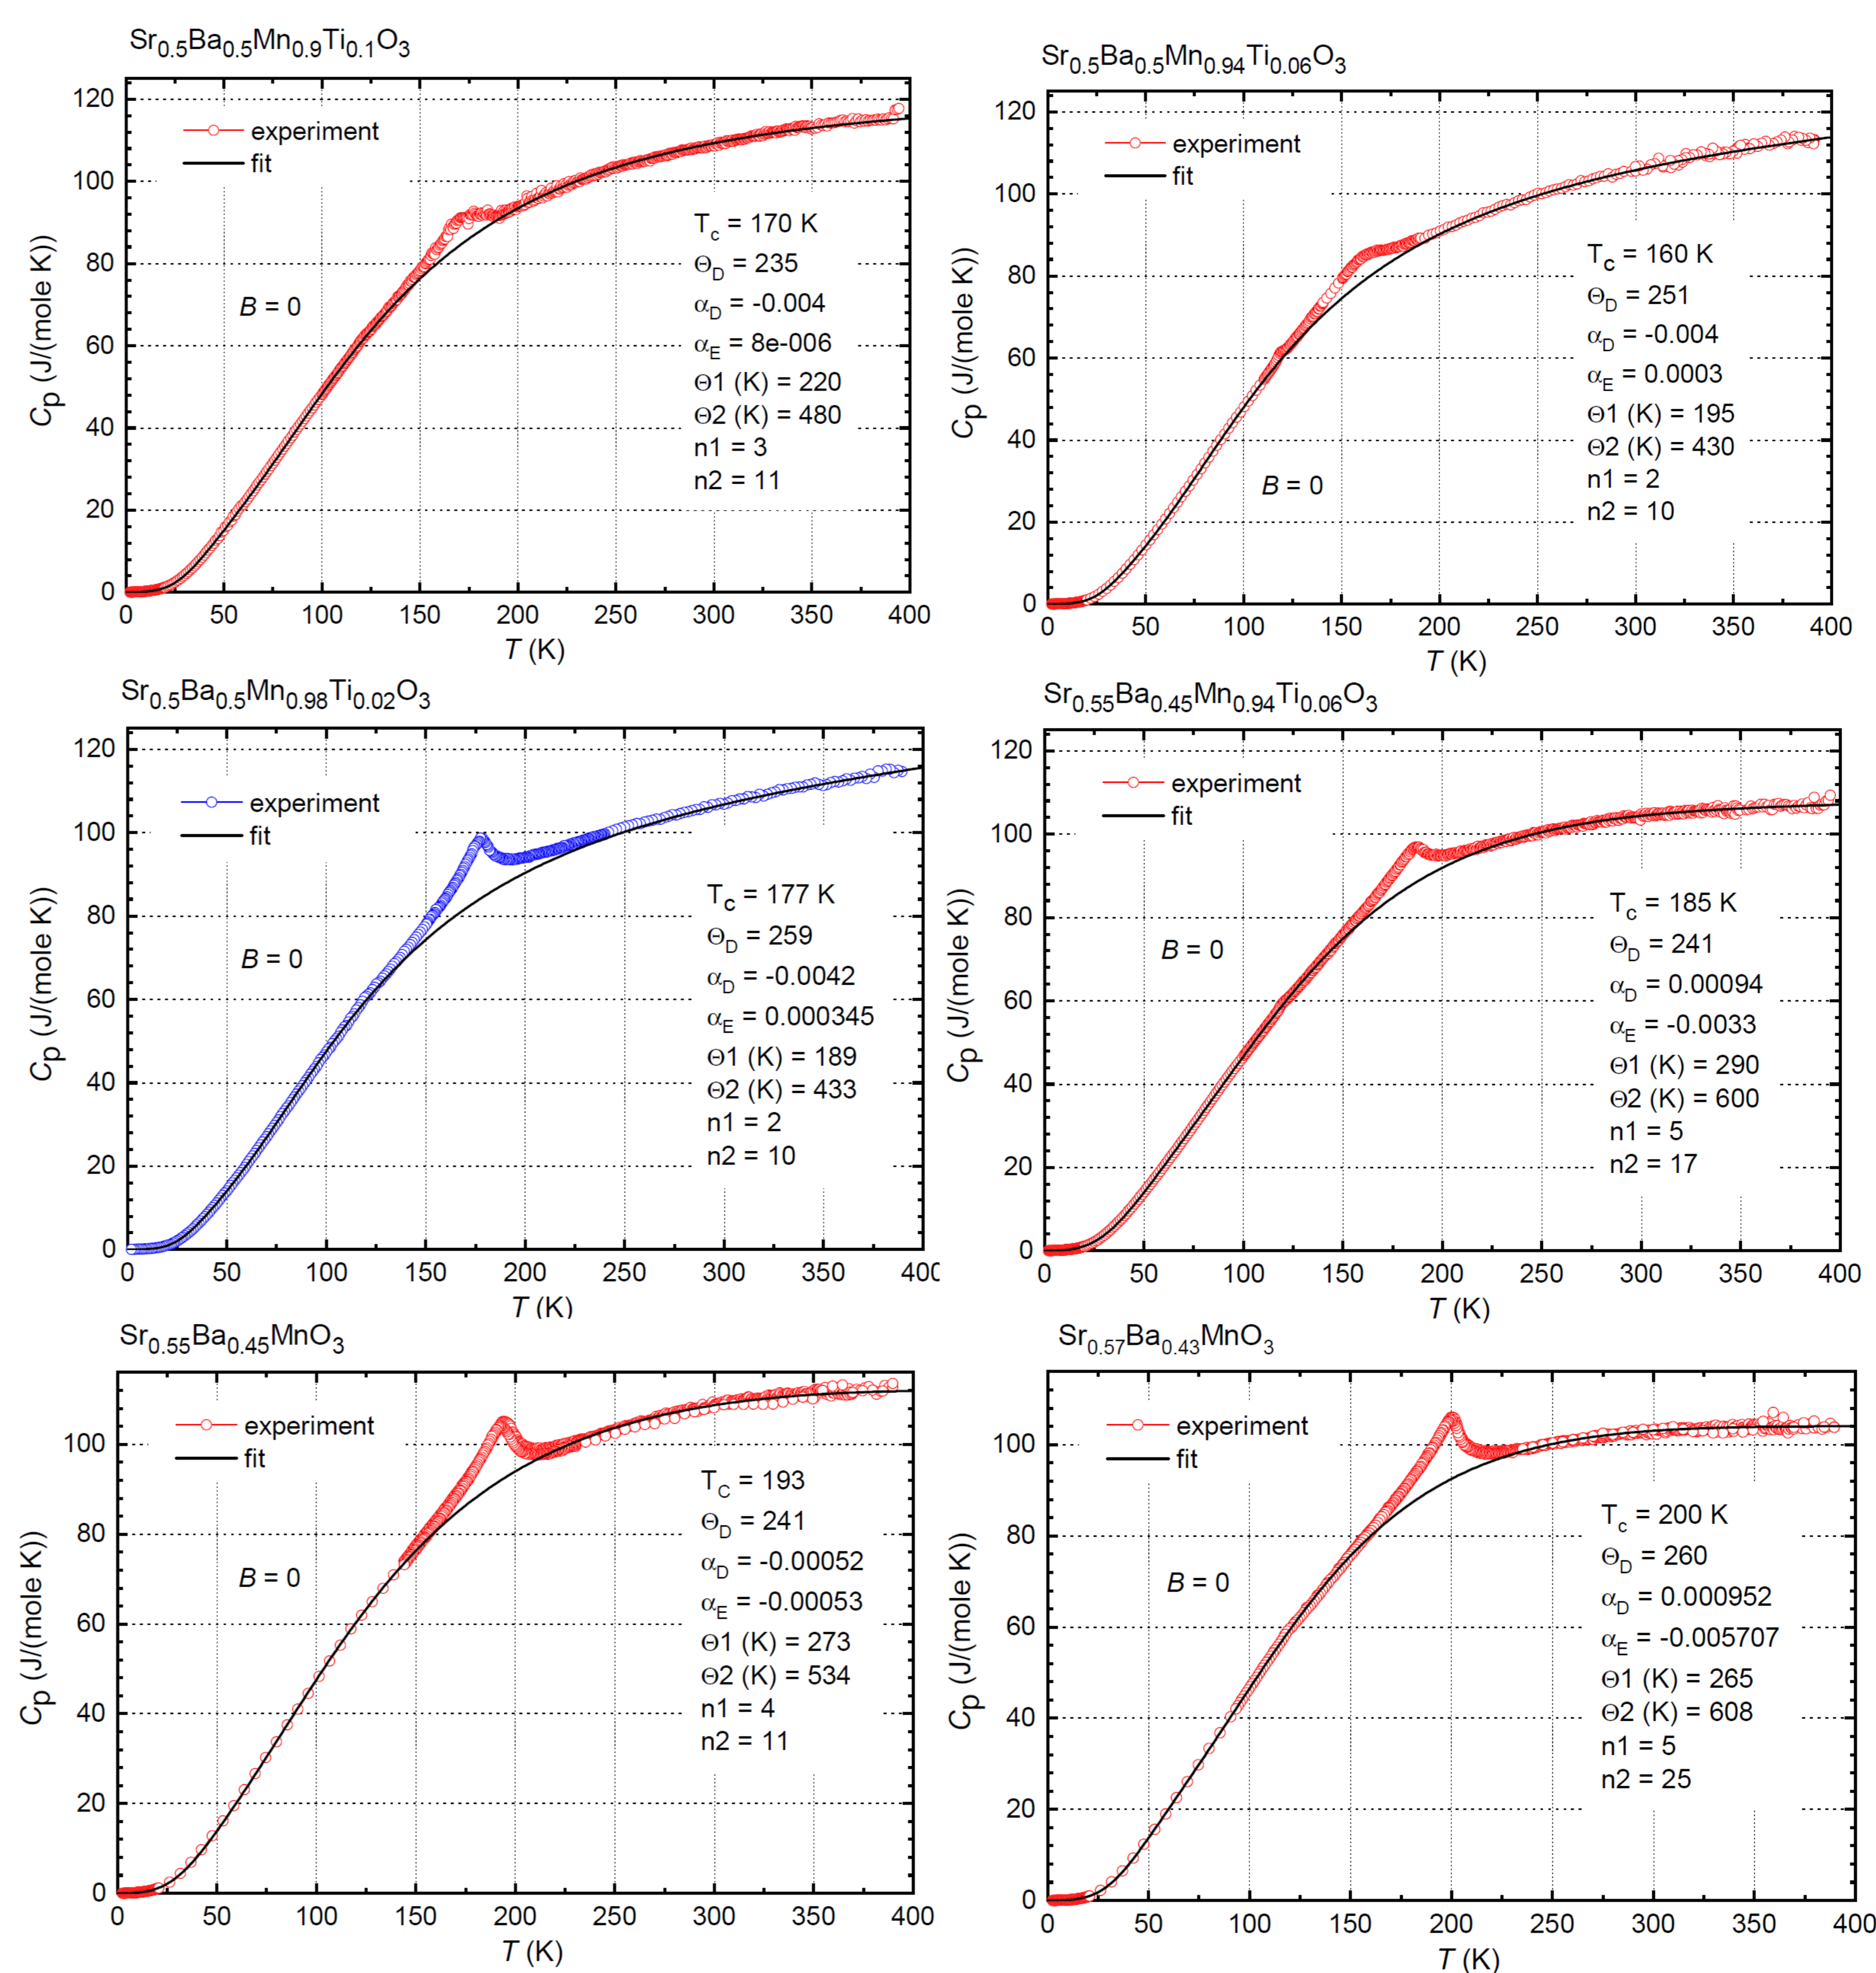 Sr0.5Ba0.5Mn0.9Ti0.1O3
120
100
80
60
40
20
0
Cp (J/(mole K))
experiment
fit
B = 0
Tc = 170 K
ΘD = 235
αD = -0.004
αE = 8e-006
Θ1 (K) = 220
Θ2 (K) = 480
n1 = 3
n2 = 11
0 50 100 150 200 250 300 350 400
T (K)
Sr0.5Ba0.5Mn0.94Ti0.06O3
120
100
80
60
40
20
0
Cp (J/(mole K))
experiment
fit
B = 0
Tc = 160 K
ΘD = 251
αD = -0.004
αE = 0.0003
Θ1 (K) = 195
Θ2 (K) = 430
n1 = 2
n2 = 10
0 50 100 150 200 250 300 350 400
T (K)
Sr0.5Ba0.5Mn0.98Ti0.02O3
120
100
80
60
40
20
0
Cp (J/(mole K))
experiment
fit
B = 0
Tc = 177 K
ΘD = 259
αD = -0.0042
αE = 0.000345
Θ1 (K) = 189
Θ2 (K) = 433
n1 = 2
n2 = 10
0 50 100 150 200 250 300 350 400
T (K)
Sr0.55Ba0.45Mn0.94Ti0.06O3
120
100
80
60
40
20
0
Cp (J/(mole K))
experiment
fit
B = 0
Tc = 185 K
ΘD = 241
αD = 0.00094
αE = -0.0033
Θ1 (K) = 290
Θ2 (K) = 600
n1 = 5
n2 = 17
0 50 100 150 200 250 300 350 400
T (K)
Sr0.55Ba0.45MnO3
100
80
60
40
20
0
Cp (J/(mole K))
experiment
fit
B = 0
TC = 193
ΘD = 241
αD = -0.00052
αE = -0.00053
Θ1 (K) = 273
Θ2 (K) = 534
n1 = 4
n2 = 11
0 50 100 150 200 250 300 350 400
T (K)
Sr0.57Ba0.43MnO3
100
80
60
40
20
0
Cp (J/(mole K))
experiment
fit
B = 0
Tc = 200 K
ΘD = 260
αD = 0.000952
αE = -0.005707
Θ1 (K) = 265
Θ2 (K) = 608
n1 = 5
n2 = 25
0 50 100 150 200 250 300 350 400
T (K)